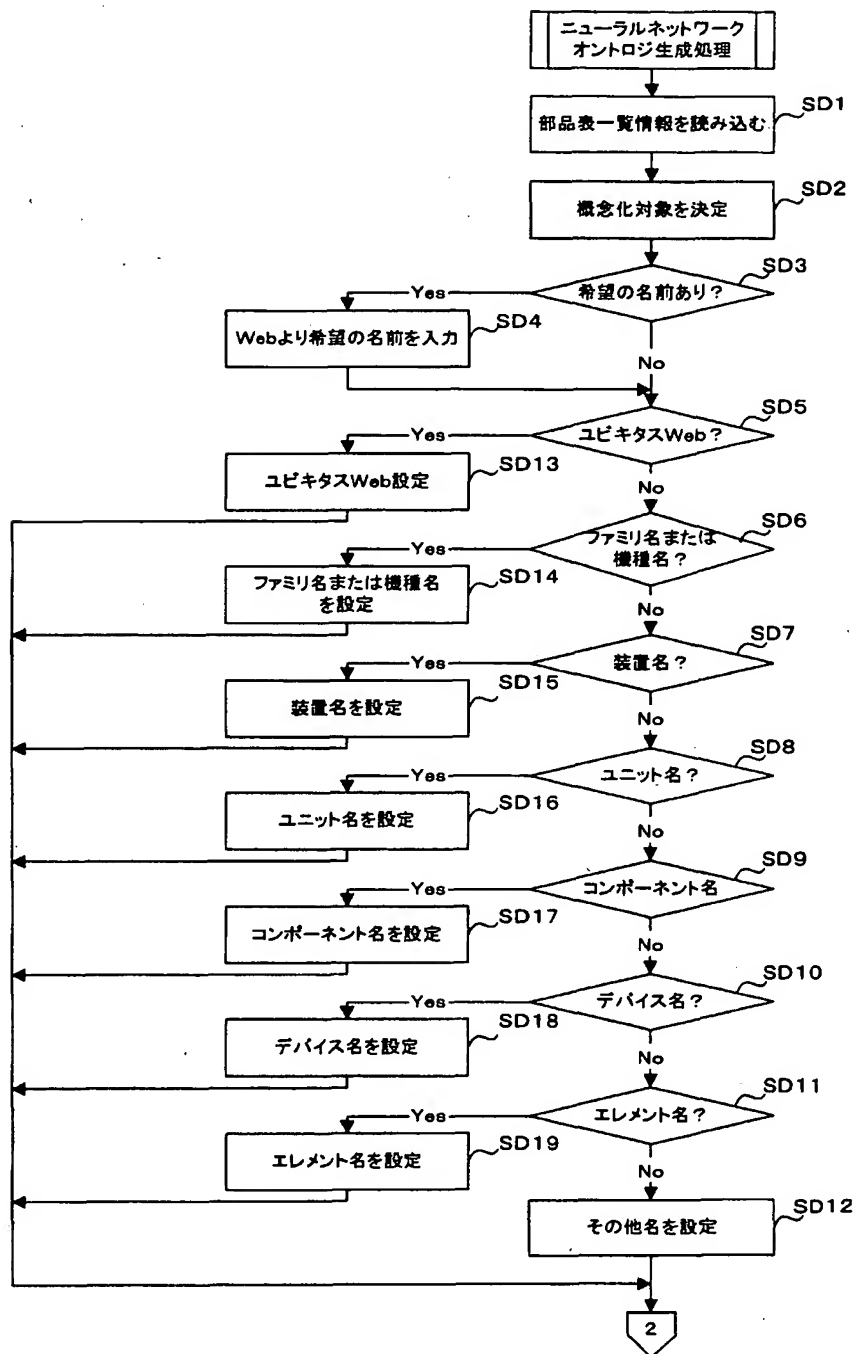 ニューラルネットワーク
オントロジ生成処理
SD1
部品表一覧情報を読み込む
SD2
概念化対象を決定
SD3
希望の名前あり?
Yes
SD4
Webより希望の名前を入力
No
SD5
ユビキタスWeb?
Yes
SD13
ユビキタスWeb設定
No
SD6
ファミリ名または
機種名?
Yes
SD14
ファミリ名または機種名
を設定
No
SD7
装置名?
Yes
SD15
装置名を設定
No
SD8
ユニット名?
Yes
SD16
ユニット名を設定
No
SD9
コンポーネント名
Yes
SD17
コンポーネント名を設定
No
SD10
デバイス名?
Yes
SD18
デバイス名を設定
No
SD11
エレメント名?
Yes
SD19
エレメント名を設定
No
SD12
その他名を設定
2